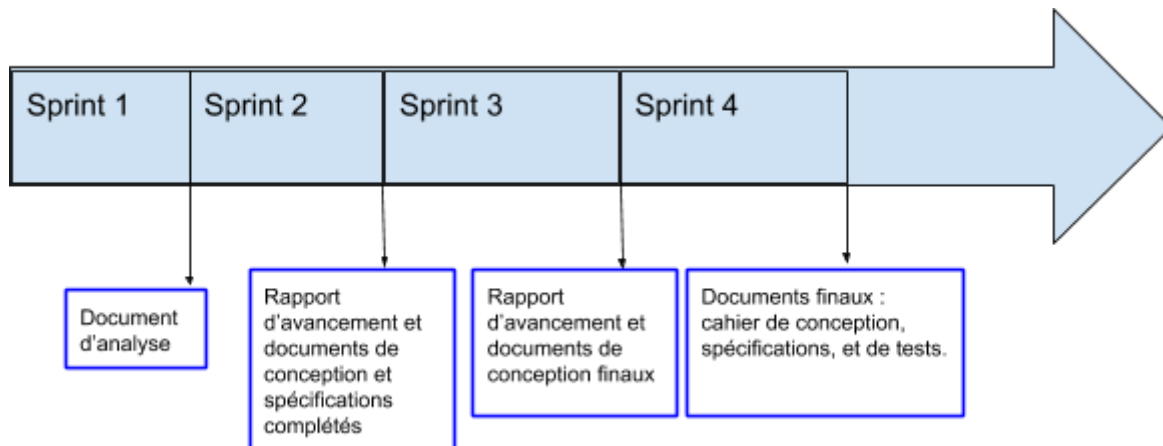 Sprint 1
Sprint 2
Sprint 3
Sprint 4
Document
d'analyse
Rapport
d'avancement et
documents de
conception et
spécifications
complétés
Rapport
d'avancement et
documents de
conception finaux
Documents finaux :
cahier de conception,
spécifications, et de tests.